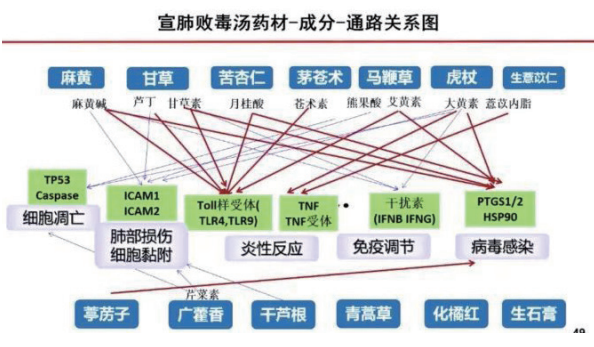 宣肺败毒汤药材-成分-通路关系图
麻黄 甘草 苦杏仁 茅苍术 马鞭草 虎杖 生薏苡仁
麻黄碱 芦丁 甘草素 月桂酸 苍术素 熊果酸 艾黄素 大黄素 薏苡内脂
TP53
Caspase
ICAM1
ICAM2
Toll样受体(
TLR4,TLR9)
TNF
TNF受体
干扰素
(IFNB IFNG)
PTGS1/2
HSP90
细胞凋亡
肺部损伤
细胞黏附
炎性反应
免疫调节
病毒感染
芹菜素
葶苈子 广藿香 干芦根 青蒿草 化橘红 生石膏
49